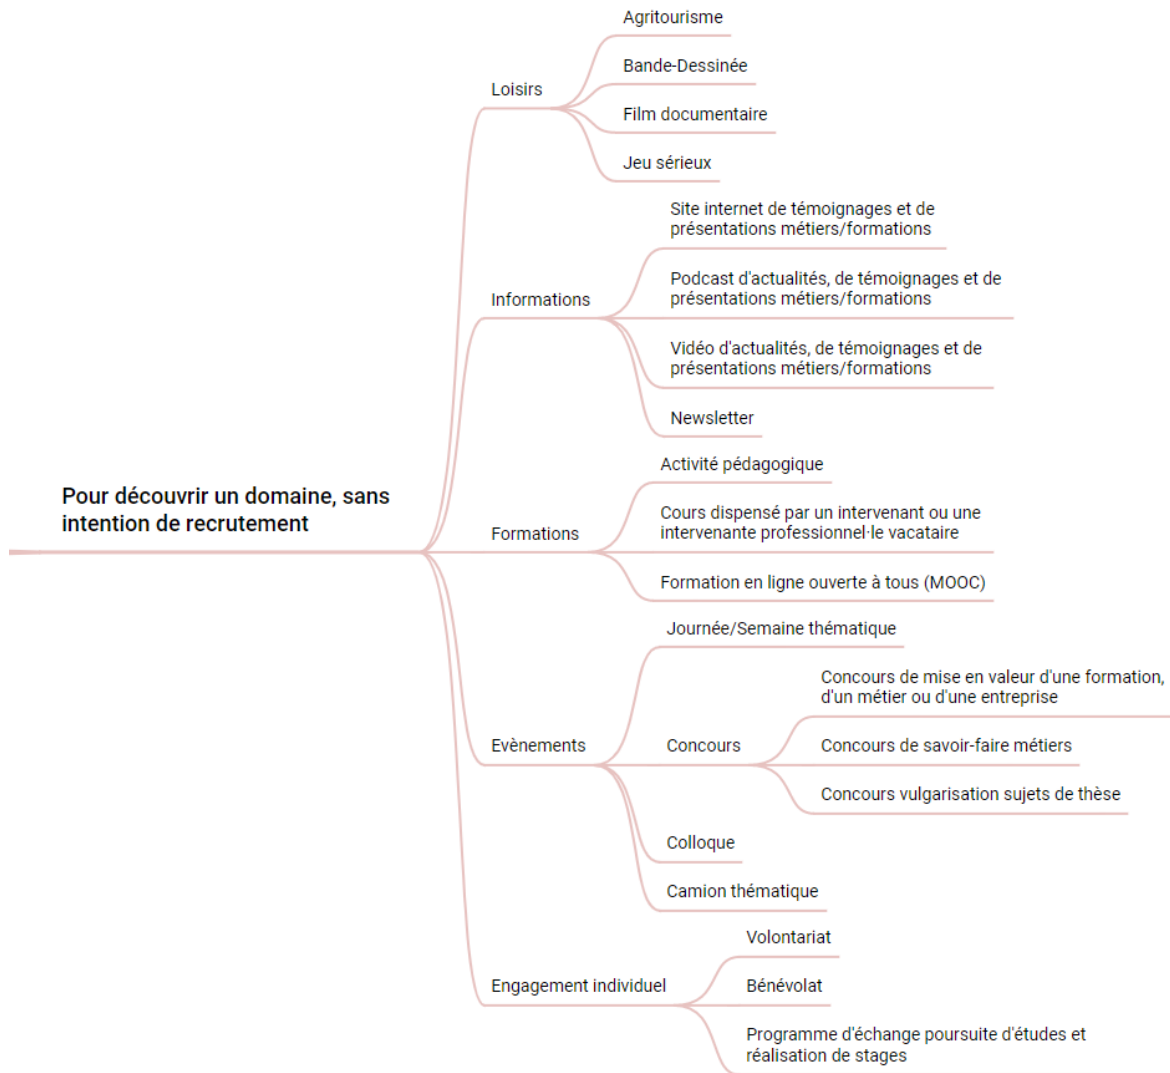 Pour découvrir un domaine, sans
intention de recrutement
Loisirs
Agritourisme
Bande-Dessinée
Film documentaire
Jeu sérieux
Informations
Site internet de témoignages et de
présentations métiers/formations
Podcast d'actualités, de témoignages et de
présentations métiers/formations
Vidéo d'actualités, de témoignages et de
présentations métiers/formations
Newsletter
Formations
Activité pédagogique
Cours dispensé par un intervenant ou une
intervenante professionnel·le vacataire
Formation en ligne ouverte à tous (MOOC)
Evènements
Journée/Semaine thématique
Concours
Concours de mise en valeur d'une formation,
d'un métier ou d'une entreprise
Concours de savoir-faire métiers
Concours vulgarisation sujets de thèse
Colloque
Camion thématique
Engagement individuel
Volontariat
Bénévolat
Programme d'échange poursuite d'études et
réalisation de stages